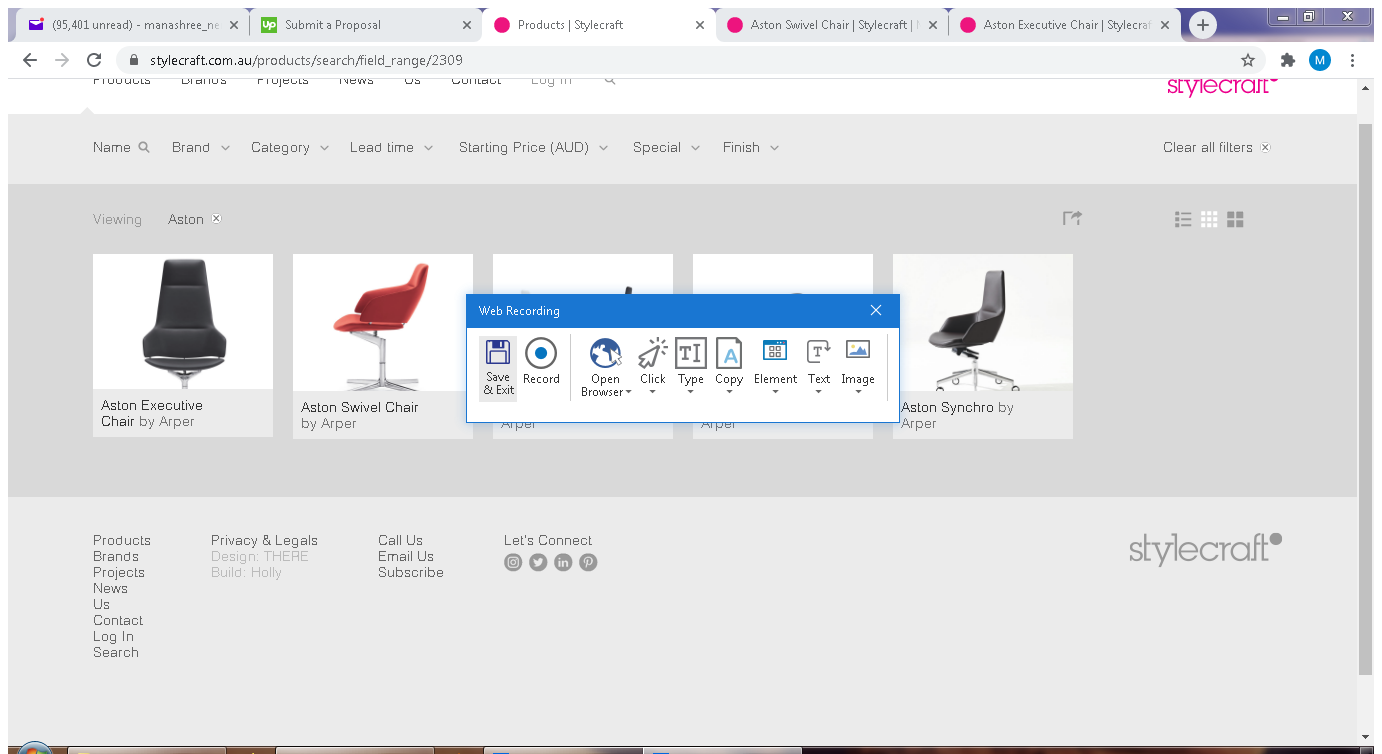 (95,401 unread) - manashree_ne
Submit a Proposal
Products | Stylecraft
Aston Swivel Chair | Stylecraft |
Aston Executive Chair | Stylecraf
stylecraft.com.au/products/search/field_range/2309
M
Products Brands Projects News Us Contact Log In
stylecraft
Name Brand Category Lead time Starting Price (AUD) Special Finish Clear all filters
Viewing Aston
Web Recording
Save & Exit
Record
Open Browser
Click
Type
Copy
Element
Text
Image
Aston Executive
Chair by Arper
Aston Swivel Chair
by Arper
Arper
Arper
Aston Synchro by
Arper
Products
Brands
Projects
News
Us
Contact
Log In
Search
Privacy & Legals
Design: THERE
Build: Holly
Call Us
Email Us
Subscribe
Let's Connect
stylecraft